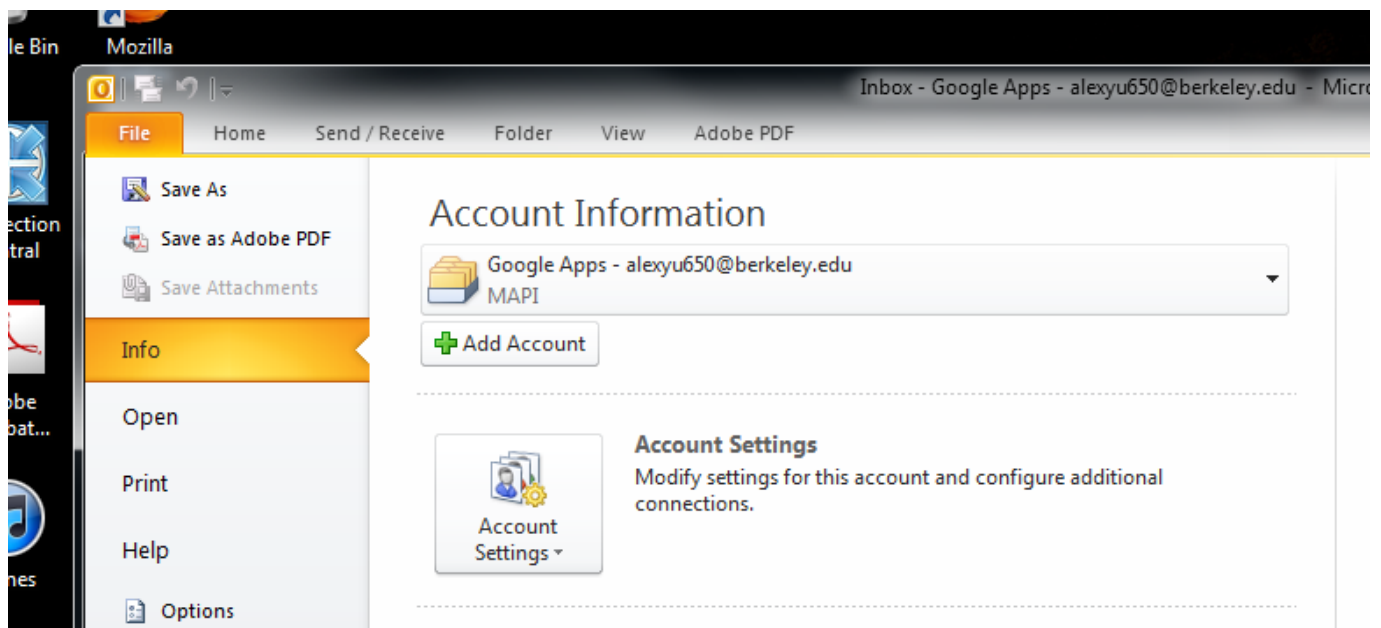 le Bin
Mozilla
Inbox - Google Apps - alexyu650@berkeley.edu - Micro
File Home Send / Receive Folder View Adobe PDF
Save As
Save as Adobe PDF
Save Attachments
Info
Open
Print
Help
Options
Account Information
Google Apps - alexyu650@berkeley.edu
MAPI
Add Account
Account
Settings
Account Settings
Modify settings for this account and configure additional
connections.
ection
tral
obe
bat...
nes